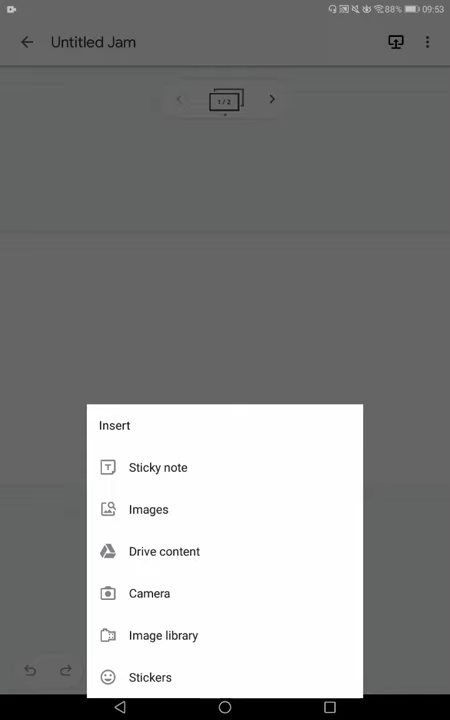 88% 09:53
Untitled Jam
1 / 2
Insert
Sticky note
Images
Drive content
Camera
Image library
Stickers